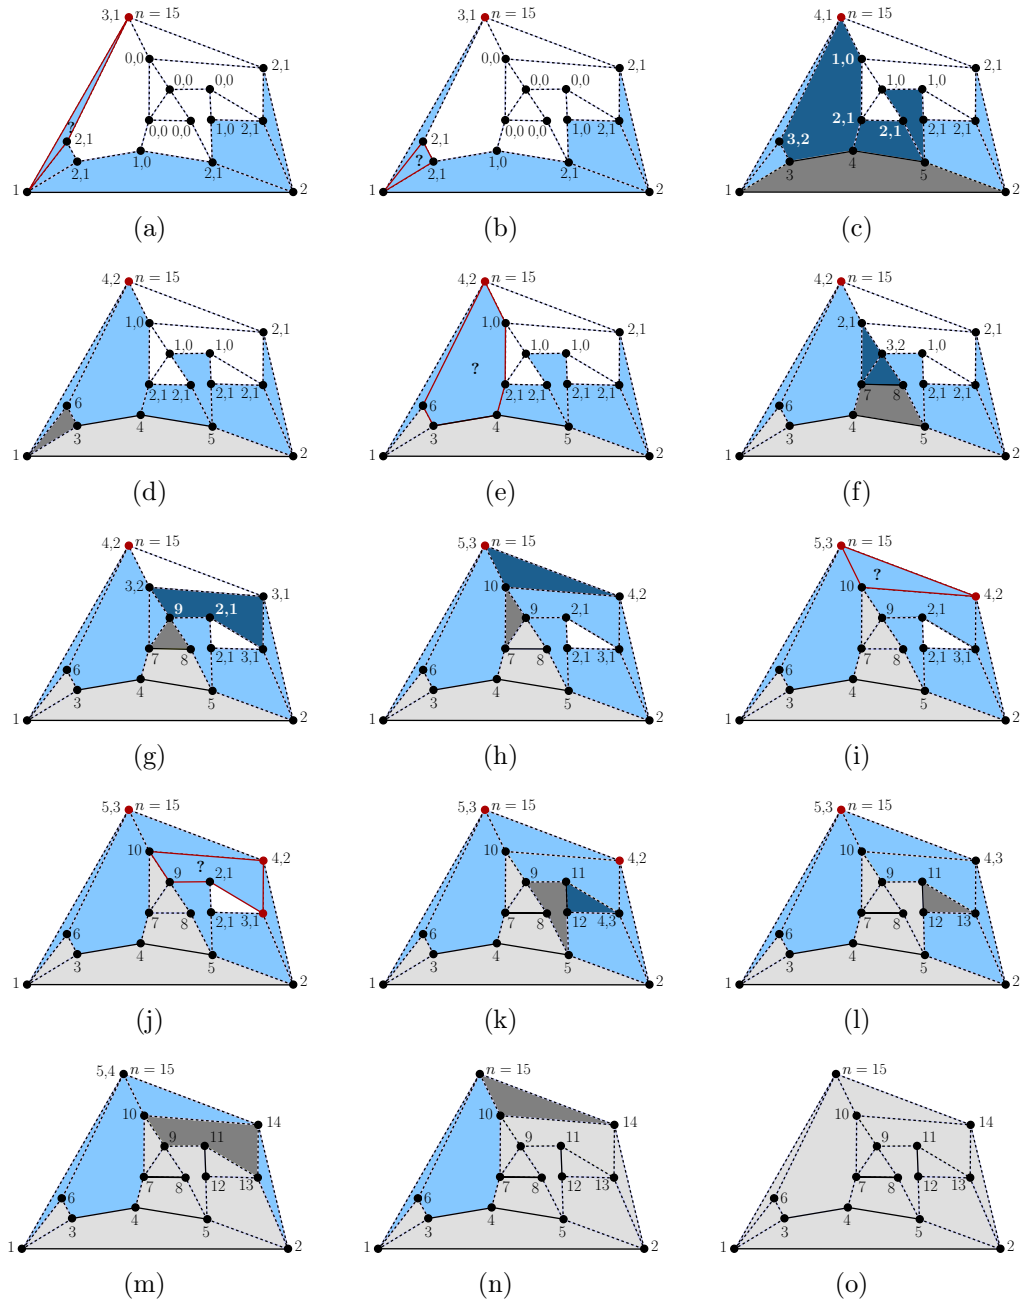 3,1 n = 15 3,1 n = 15 4,1 n = 15
0,0 2,1 0,0 2,1 1,0 2,1
0,0 0,0 0,0 0,0 1,0 1,0
? 0,0 0,0 1,0 2,1 0,0 0,0 1,0 2,1 2,1 2,1 2,1 2,1
2,1 2,1 3,2
2,1 1,0 2,1 ? 2,1 1,0 2,1 3 4 5
1 2 1 2 1 2
(a) (b) (c)
4,2 n = 15 4,2 n = 15 4,2 n = 15
1,0 2,1 1,0 2,1 2,1 2,1
1,0 1,0 1,0 1,0 3,2 1,0
? 
2,1 2,1 2,1 2,1 2,1 2,1 2,1 2,1 7 8 2,1 2,1
6 6 6
3 4 5 3 4 5 3 4 5
1 2 1 2 1 2
(d) (e) (f)
4,2 n = 15 5,3 n = 15 5,3 n = 15
3,2 3,1 10 4,2 10 ? 4,2
9 2,1 9 2,1 9 2,1
7 8 2,1 3,1 7 8 2,1 3,1 7 8 2,1 3,1
6 6 6
3 4 5 3 4 5 3 4 5
1 2 1 2 1 2
(g) (h) (i)
5,3 n = 15 5,3 n = 15 5,3 n = 15
10 ? 4,2 10 4,2 10 4,3
9 2,1 9 11 9 11
7 8 2,1 3,1 7 8 12 4,3 7 8 12 13
6 6 6
3 4 5 3 4 5 3 4 5
1 2 1 2 1 2
(j) (k) (l)
5,4 n = 15 n = 15 n = 15
10 14 10 14 10 14
9 11 9 11 9 11
7 8 12 13 7 8 12 13 7 8 12 13
6 6 6
3 4 5 3 4 5 3 4 5
1 2 1 2 1 2
(m) (n) (o)